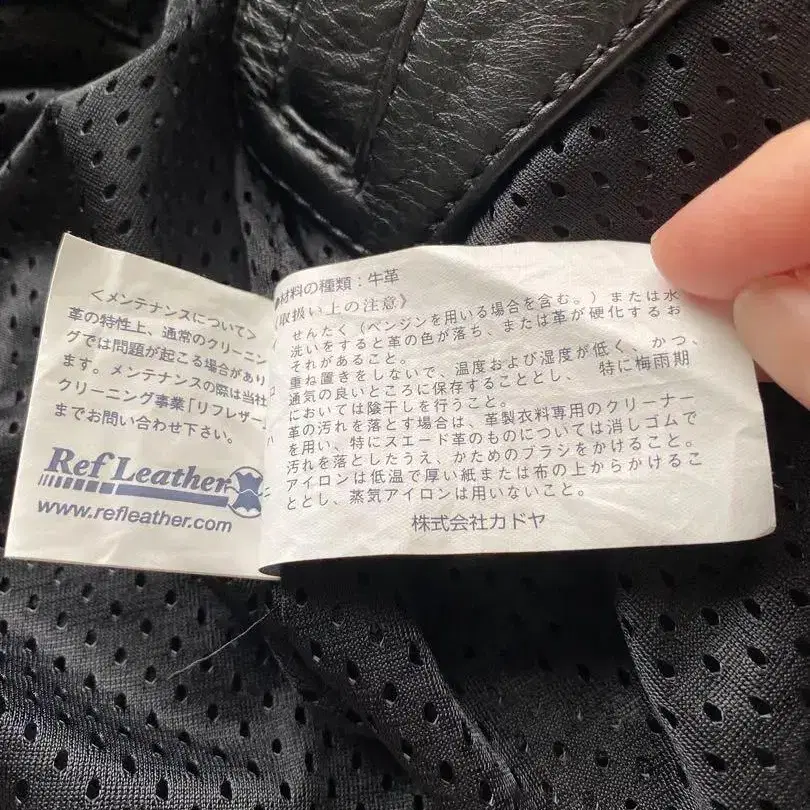 <メンテナンスについて>
革の特性上、通常のクリーニン
グでは問題が起こる場合があり
ます。メンテナンスの際は当社
クリーニング事業「リフレザー」
までお問い合わせ下さい。
Ref Leather
www.refleather.com
●材料の種類:牛革
《取扱い上の注意》
せんたく(ベンジンを用いる場合を含む。)または水
洗いをすると革の色が落ち、または革が硬化するお
それがあること。
重ね置きをしないで、温度および湿度が低く、かつ、
通気の良いところに保存することとし、 特に梅雨期
においては陰干しを行うこと。
革の汚れを落とす場合は、革製衣料専用のクリーナー
を用い、特にスエード革のものについては消しゴムで
汚れを落としたうえ、かためのブラシをかけること。
アイロンは低温で厚い紙または布の上からかけるこ
ととし、蒸気アイロンは用いないこと。
株式会社カドヤ